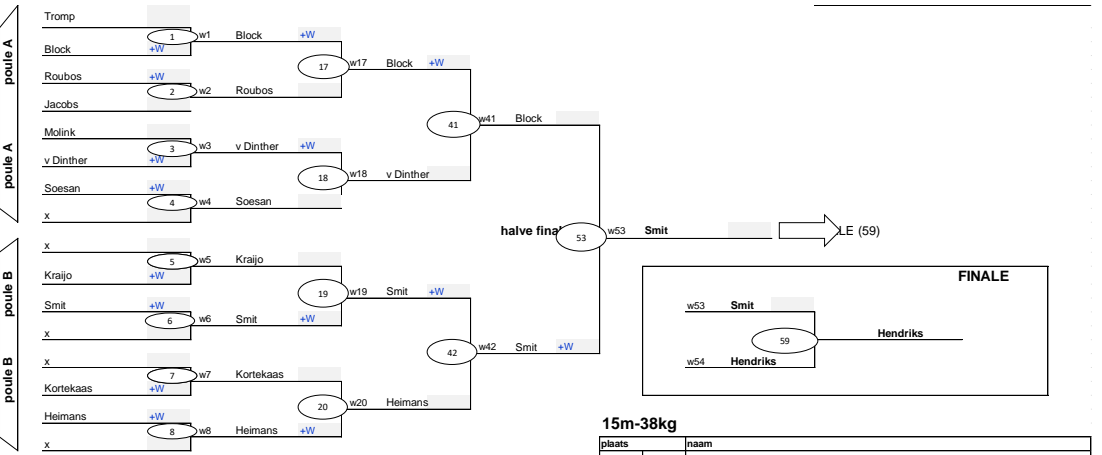 Tromp
1 w1 Block +W
poule A
Block +W
17 w17 Block +W
Roubos +W
2 w2 Roubos
Jacobs
41 w41 Block
Molink
3 w3 v Dinther +W
poule A
v Dinther +W
18 w18 v Dinther
Soesan +W
4 w4 Soesan
x
halve final 53 w53 Smit LE (59)
x
5 w5 Kraijo
poule B
Kraijo +W
19 w19 Smit +W
FINALE
Smit +W
w53 Smit
6 w6 Smit +W
x
59 Hendriks
42 w42 Smit +W
x
w54 Hendriks
7 w7 Kortekaas
poule B
Kortekaas +W
20 w20 Heimans
Heimans +W
15m-38kg
8 w8 Heimans +W
x
plaats naam